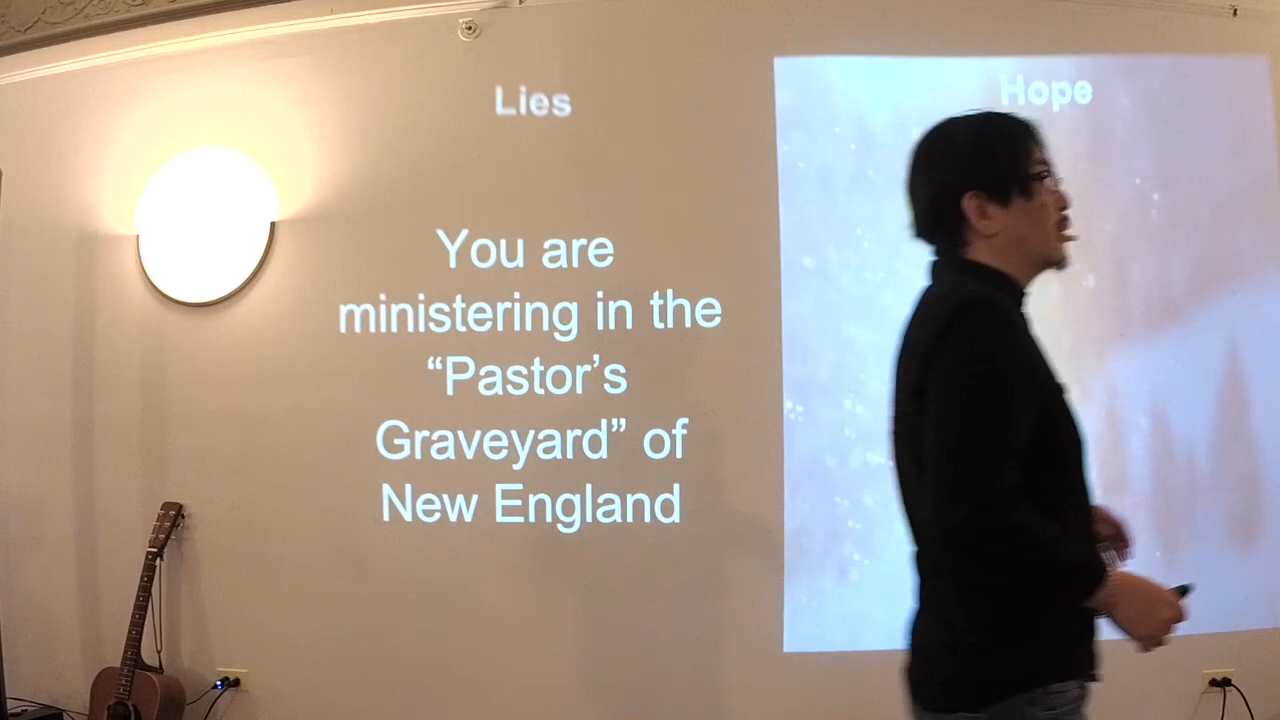 Lies
Hope
You are
ministering in the
“Pastor’s
Graveyard” of
New England